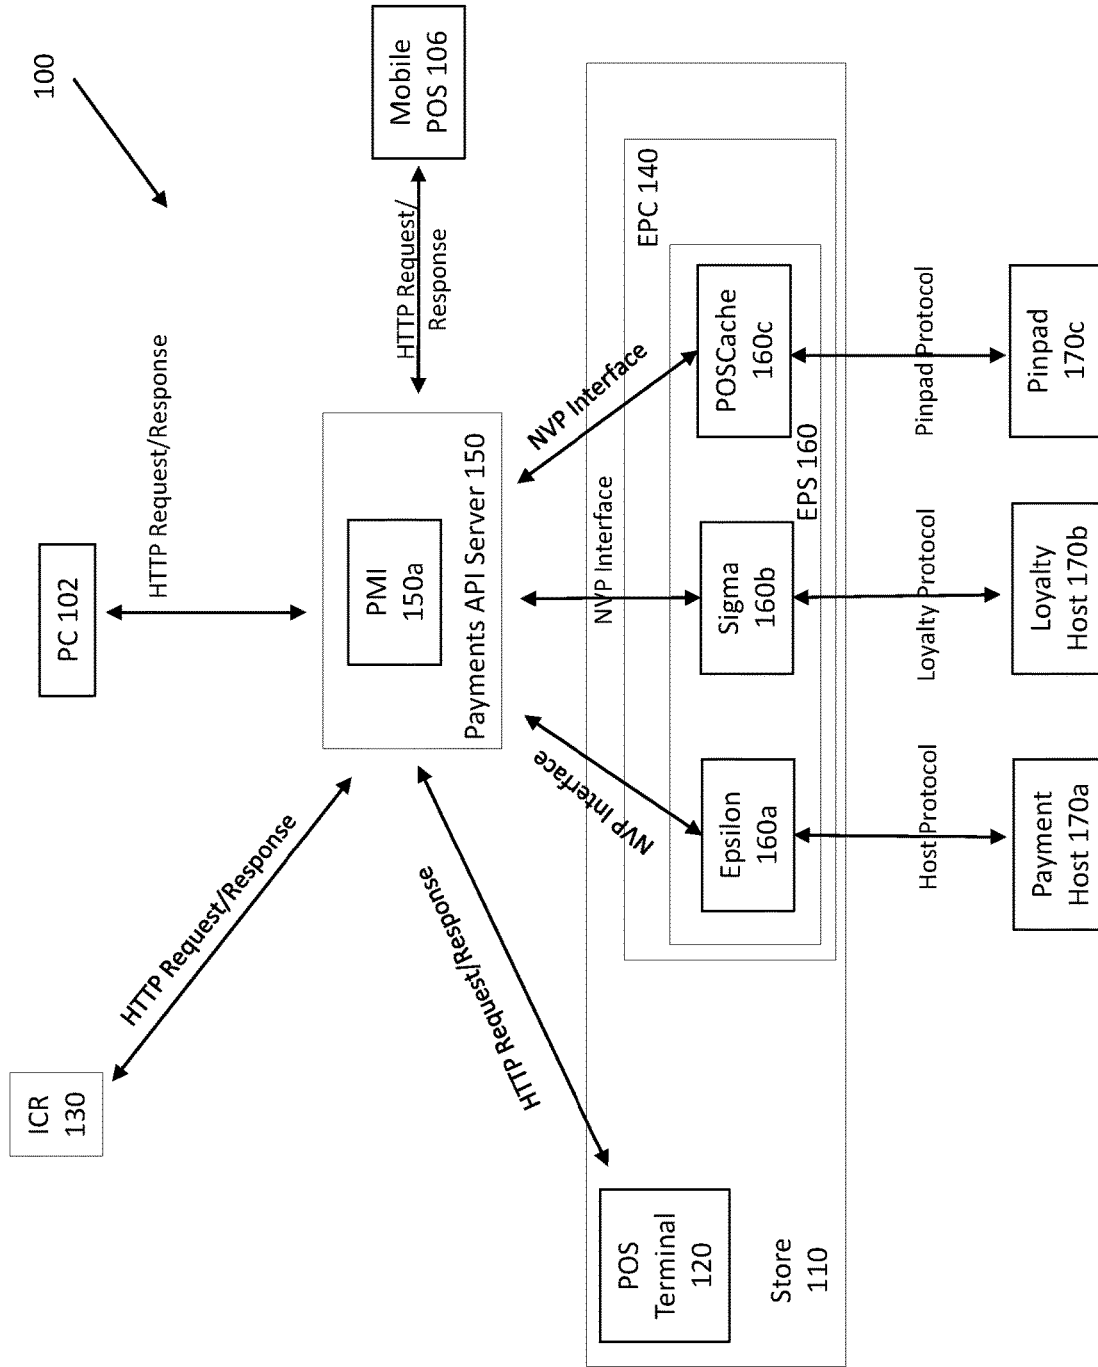 100
ICR
130
PC 102
HTTP Request/Response
HTTP Request/Response
Mobile
POS 106
HTTP Request/
Response
PMI
150a
Payments API Server 150
HTTP Request/Response
NVP Interface
NVP Interface
NVP Interface
POS
Terminal
120
Store
110
EPC 140
Epsilon
160a
Sigma
160b
POSCache
160c
EPS 160
Host Protocol
Loyalty Protocol
Pinpad Protocol
Payment
Host 170a
Loyalty
Host 170b
Pinpad
170c